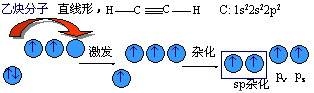 乙炔分子 直线形, H—C≡C—H C: 1s²2s²2p²
激发
杂化
sp杂化 pᵧ p_z